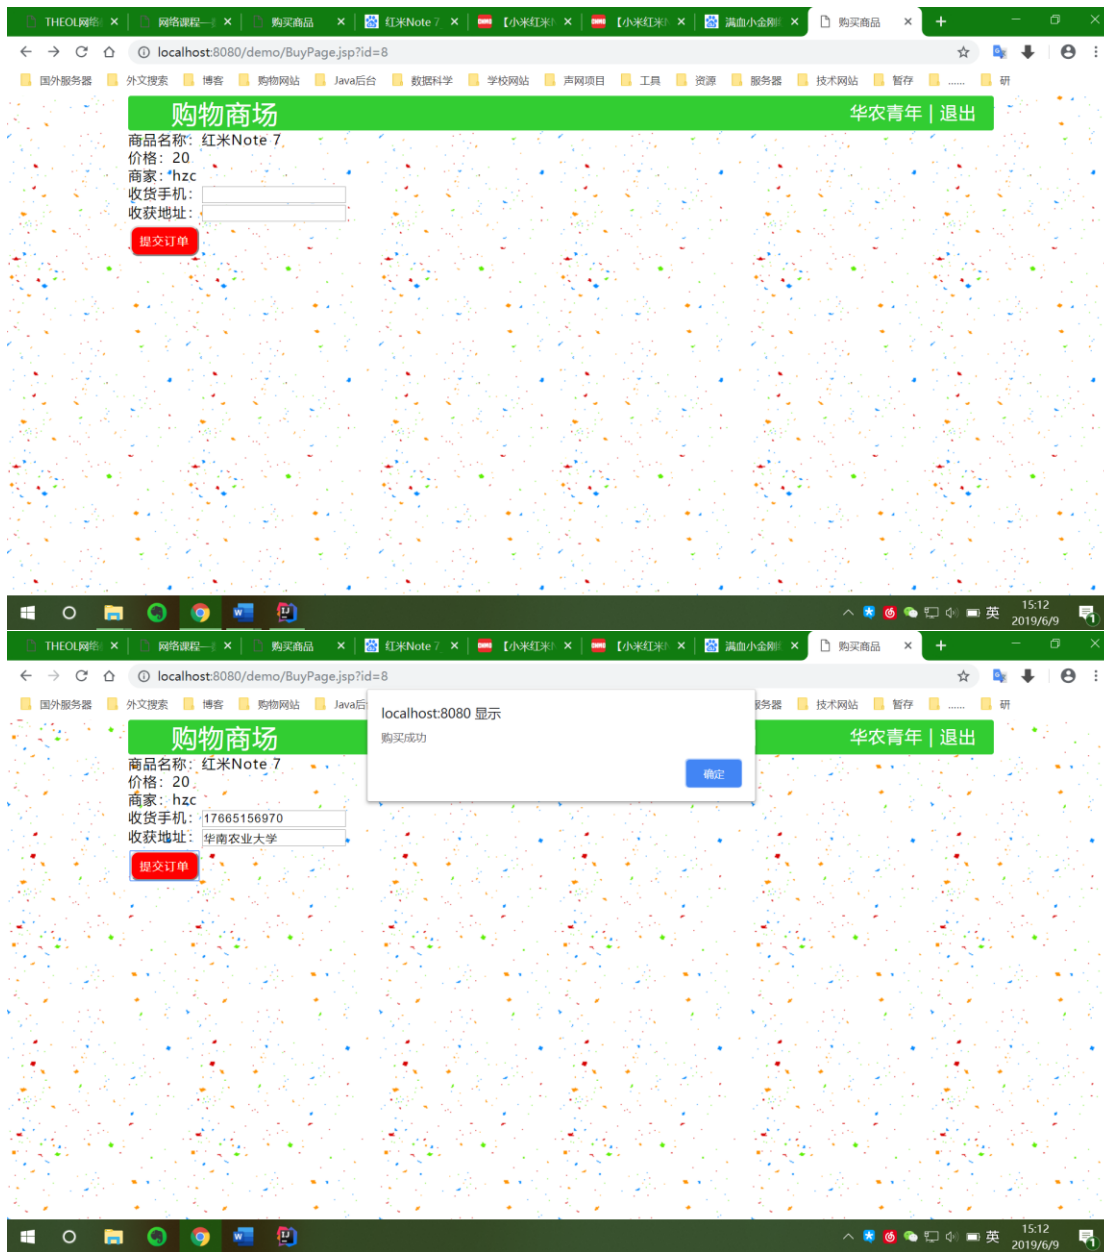 THEOL网络 网络课程— 购买商品 红米Note 7 【小米红米N 【小米红米N 满血小金刚 购买商品
localhost:8080/demo/BuyPage.jsp?id=8
国外服务器 外文搜索 博客 购物网站 Java后台 数据科学 学校网站 声网项目 工具 资源 服务器 技术网站 暂存 ...... 研
购物商场 华农青年 | 退出
商品名称：红米Note 7
价格：20
商家：hzc
收货手机：
收获地址：
提交订单
英 15:12
2019/6/9
THEOL网络 网络课程— 购买商品 红米Note 7 【小米红米N 【小米红米N 满血小金刚 购买商品
localhost:8080/demo/BuyPage.jsp?id=8
国外服务器 外文搜索 博客 购物网站 Java后 服务器 技术网站 暂存 ...... 研
localhost:8080 显示
购买成功
确定
购物商场 华农青年 | 退出
商品名称：红米Note 7
价格：20
商家：hzc
收货手机：17665156970
收获地址：华南农业大学
提交订单
英 15:12
2019/6/9